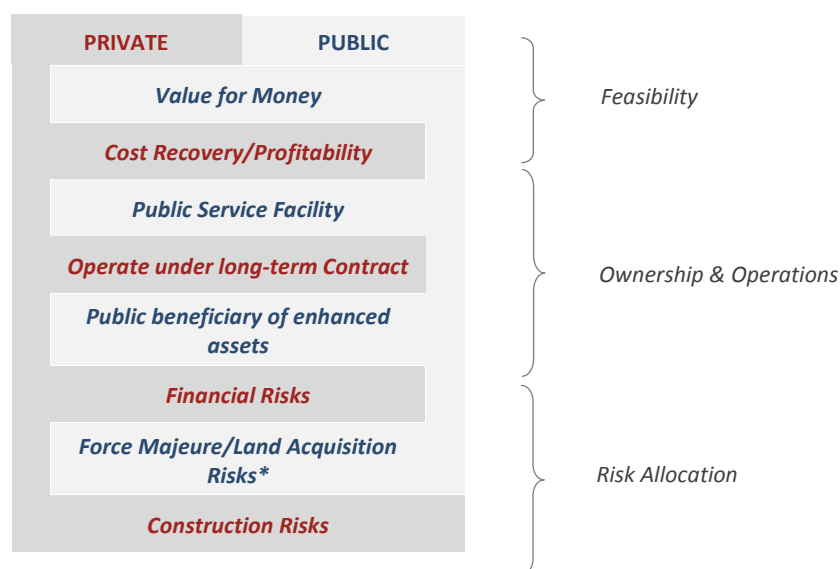 PRIVATE PUBLIC
Value for Money
Feasibility
Cost Recovery/Profitability
Public Service Facility
Operate under long-term Contract
Ownership & Operations
Public beneficiary of enhanced
assets
Financial Risks
Force Majeure/Land Acquisition
Risks*
Risk Allocation
Construction Risks